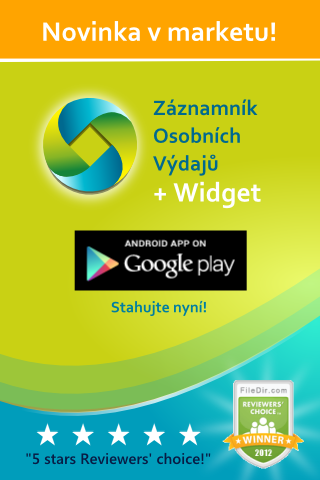 Novinka v marketu!
Záznamník
Osobních
Výdajů
+ Widget
ANDROID APP ON
Google play
Stahujte nyní!
FileDir.com
REVIEWERS'
CHOICE
WINNER
2012
"5 stars Reviewers' choice!"